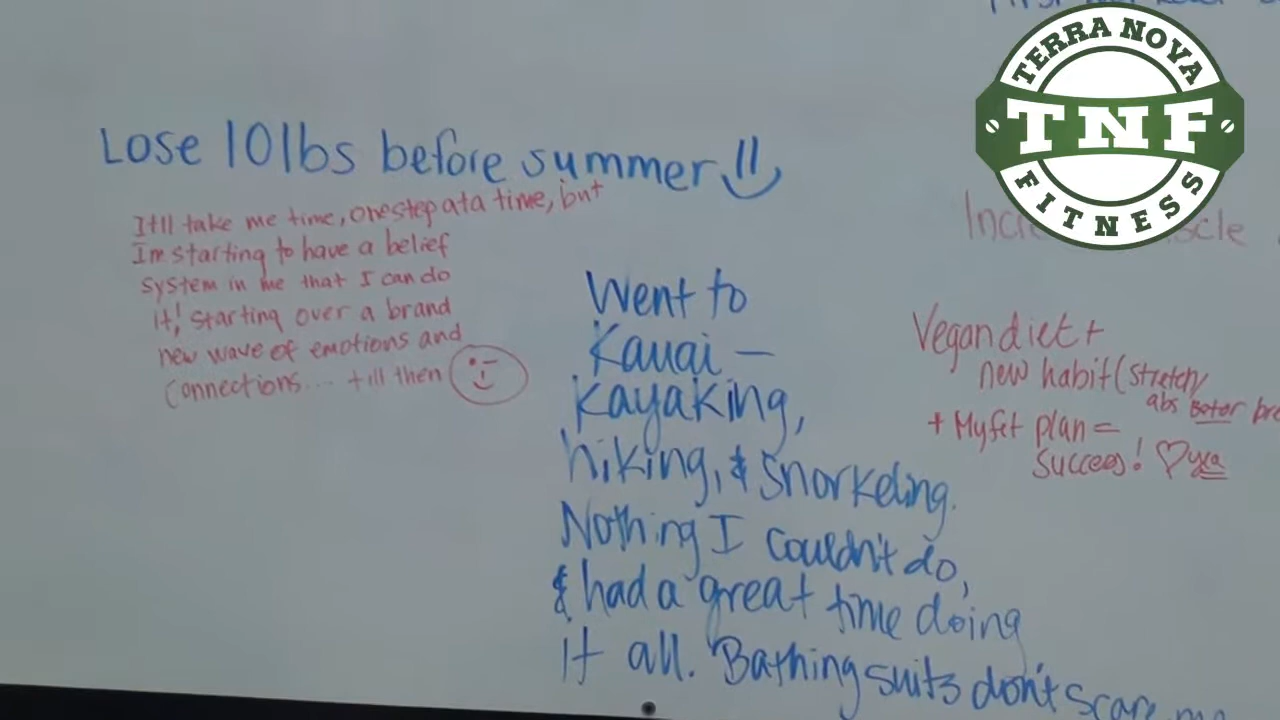 TERRA NOVA
TNF
FITNESS
Lose 10lbs before summer
It'll take me time, one step at a time, but
I'm starting to have a belief
system in me that I can do
it! Starting over a brand
new wave of emotions and
connections... till then
Went to
Kauai —
Kayaking,
hiking, & snorkeling.
Nothing I couldn't do,
& had a great time doing
it all. Bathing suits don't scare me
Vegan diet +
new habit (stretch/
abs
+ Myfit plan =
Success! ♡ yes